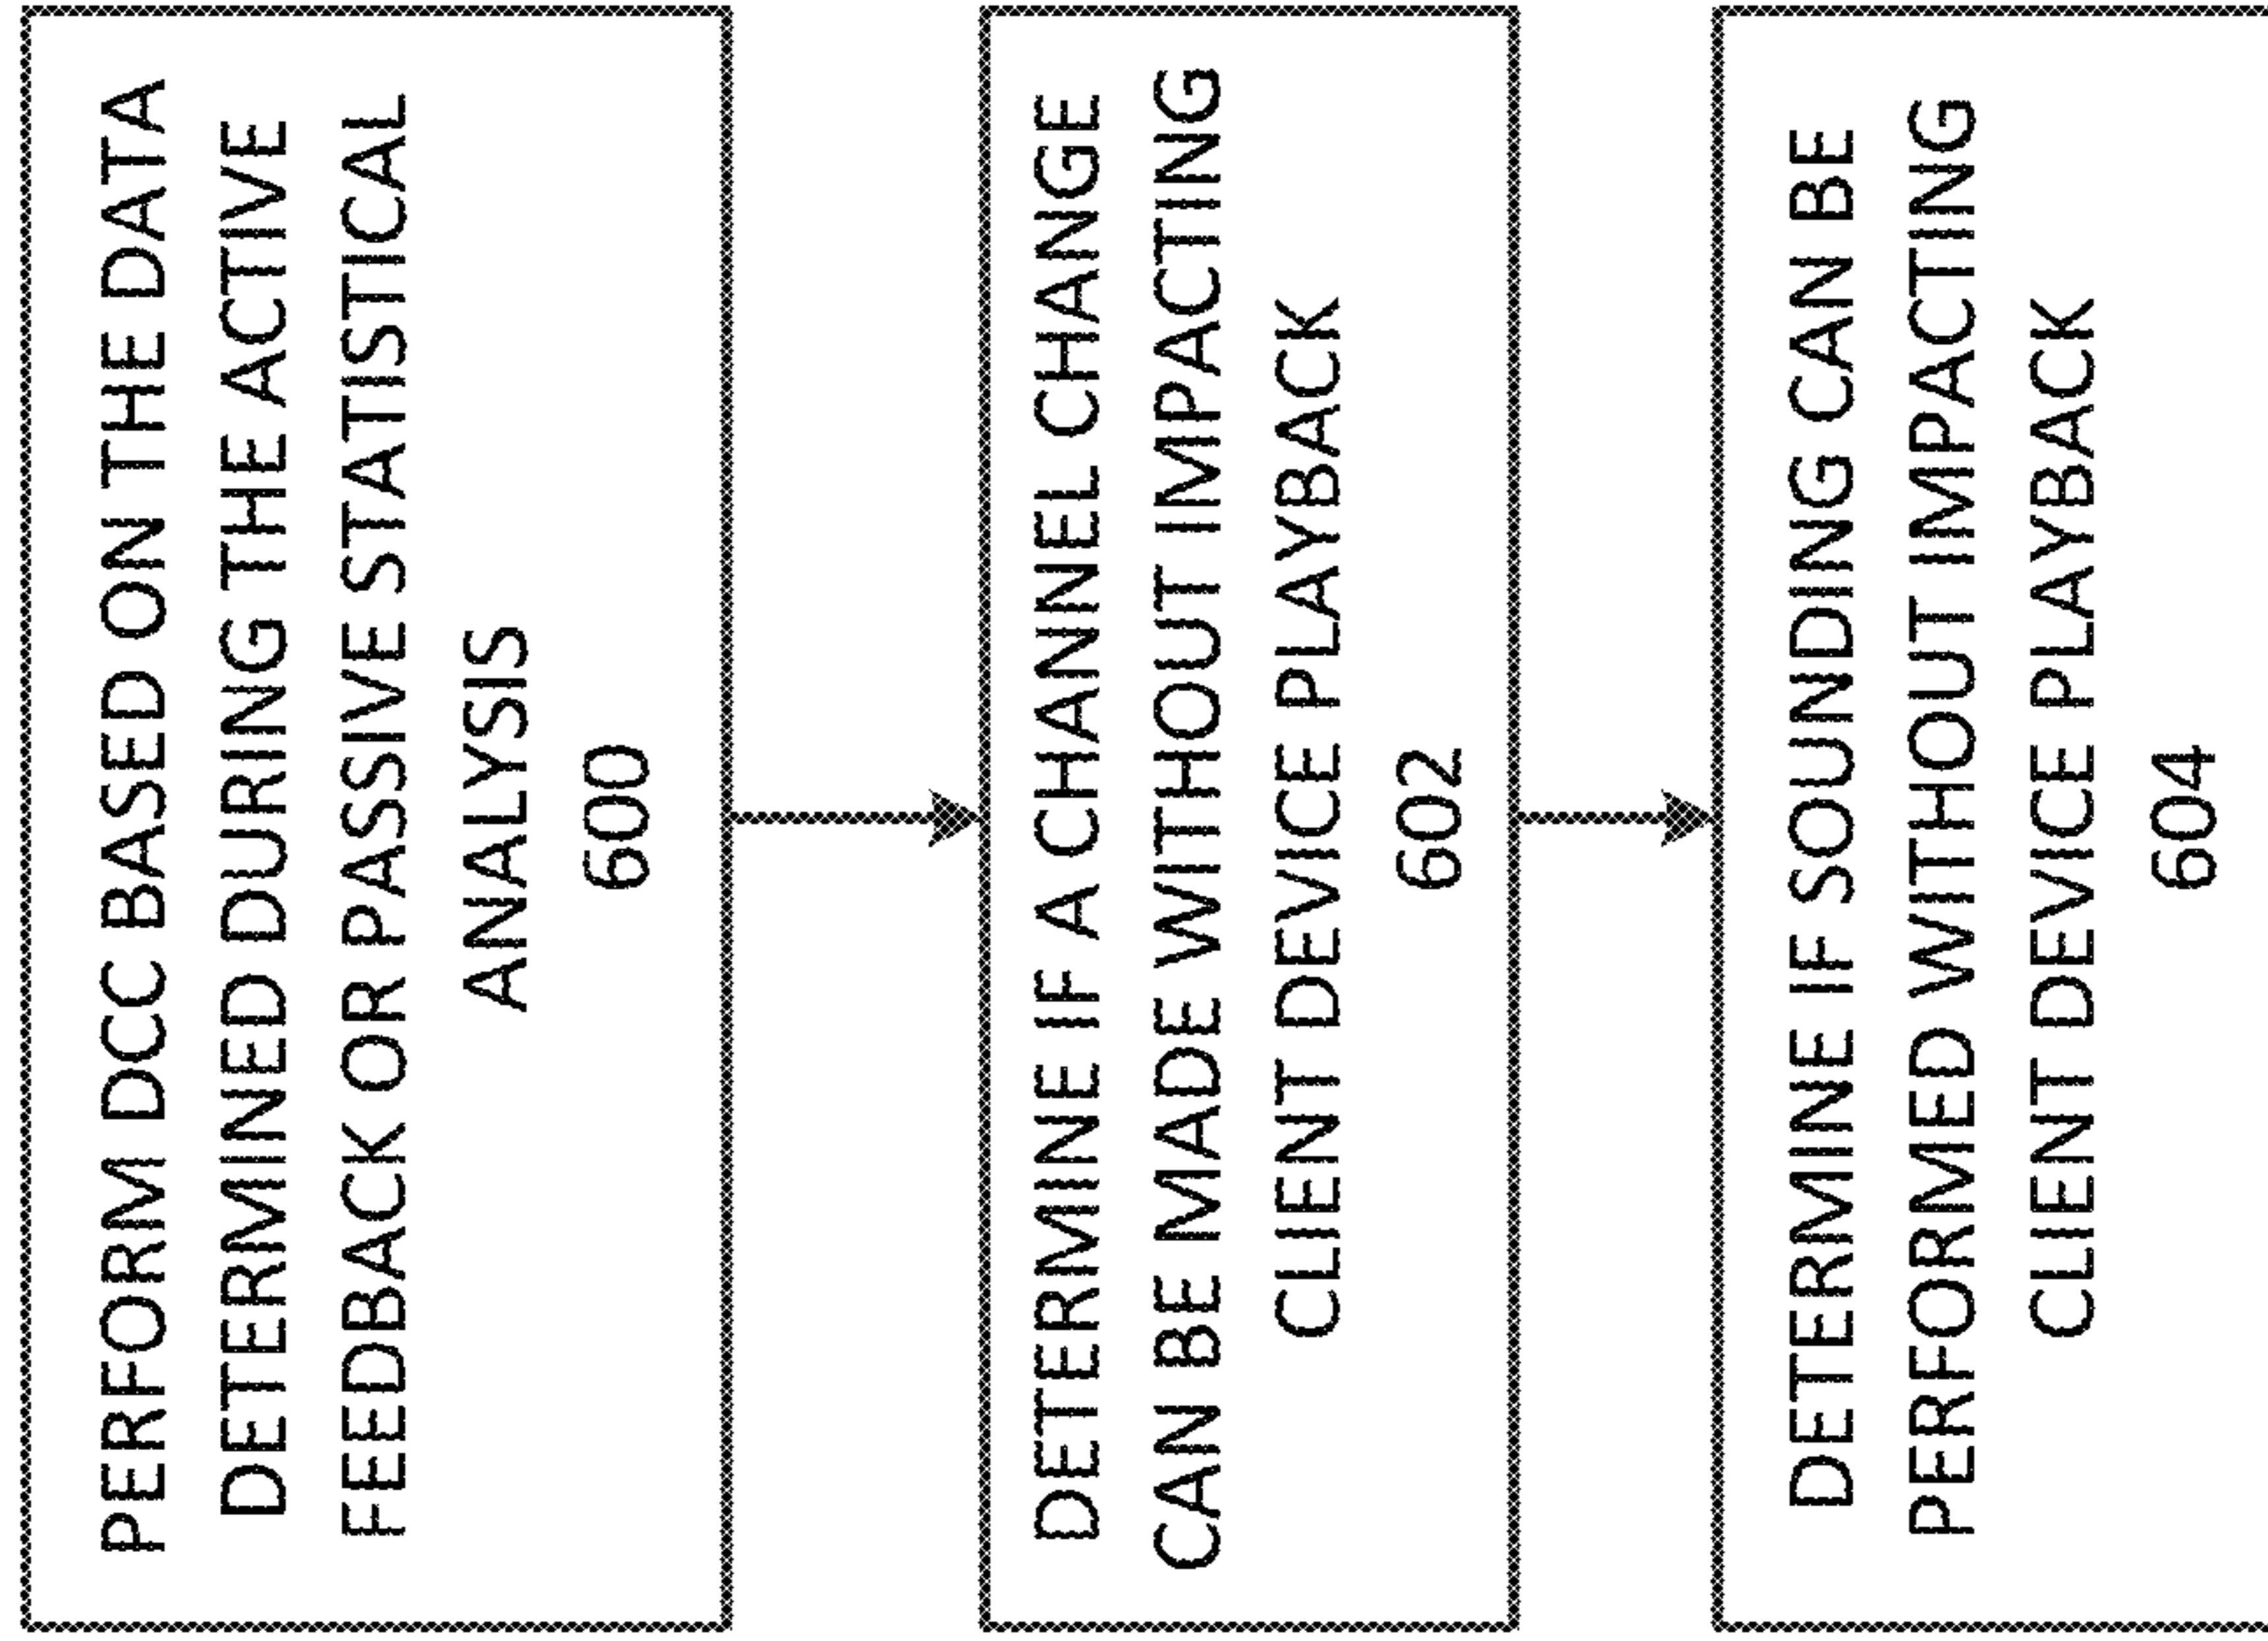 PERFORM DCC BASED ON THE DATA
DETERMINED DURING THE ACTIVE
FEEDBACK OR PASSIVE STATISTICAL
ANALYSIS
600
DETERMINE IF A CHANNEL CHANGE
CAN BE MADE WITHOUT IMPACTING
CLIENT DEVICE PLAYBACK
602
DETERMINE IF SOUNDING CAN BE
PERFORMED WITHOUT IMPACTING
CLIENT DEVICE PLAYBACK
604